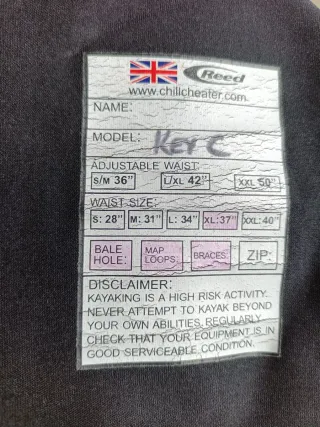 Reed
www.chillcheater.com
NAME:
MODEL: KEY C
ADJUSTABLE WAIST:
S/M 36" L/XL 42" XXL 50"
WAIST SIZE:
S: 28" M: 31" L: 34" XL: 37" XXL: 40"
BALE HOLE: MAP LOOPS: BRACES: ZIP:
DISCLAIMER:
KAYAKING IS A HIGH RISK ACTIVITY.
NEVER ATTEMPT TO KAYAK BEYOND
YOUR OWN ABILITIES. REGULARLY
CHECK THAT YOUR EQUIPMENT IS IN
GOOD SERVICEABLE CONDITION.